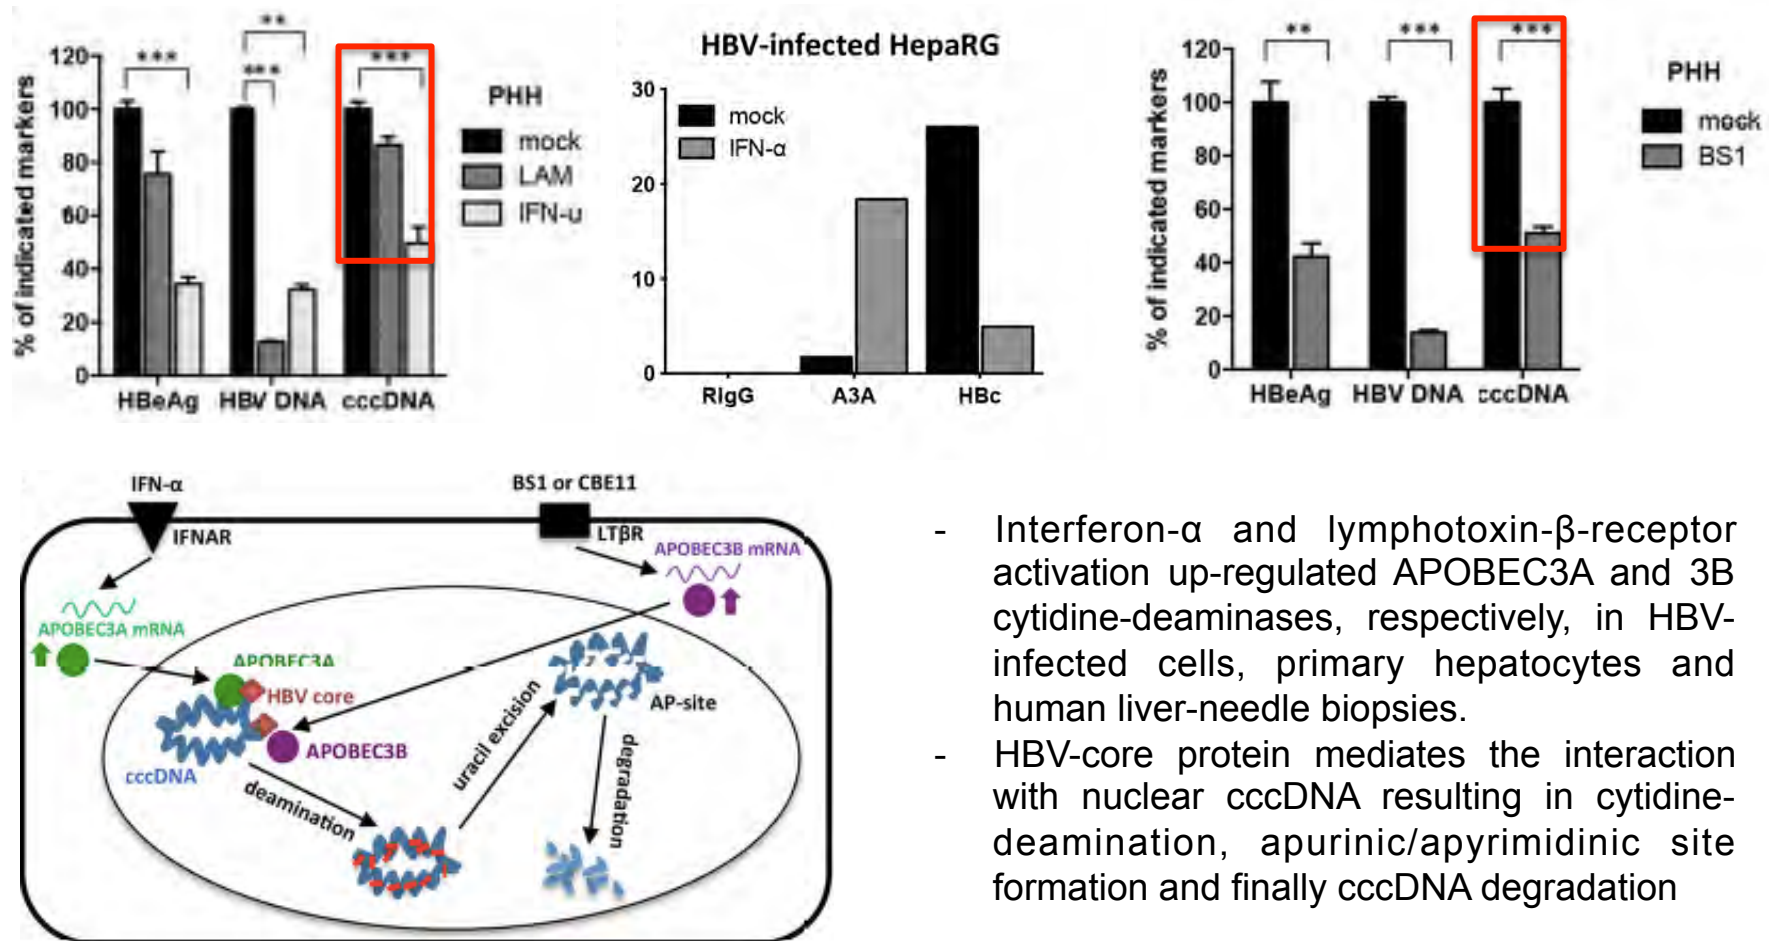 **
***
***
***
120
100
80
60
40
20
0
% of indicated markers
HBeAg HBV DNA cccDNA
PHH
mock
LAM
IFN-α
HBV-infected HepaRG
30
20
10
0
mock
IFN-α
RIgG A3A HBc
**
***
***
120
100
80
60
40
20
0
% of indicated markers
HBeAg HBV DNA cccDNA
PHH
mock
BS1
IFN-α
IFNAR
BS1 or CBE11
LTβR
APOBEC3B mRNA
APOBEC3A mRNA
APOBEC3A
HBV core
APOBEC3B
cccDNA
deamination
uracil excision
AP-site
degradation
- Interferon-α and lymphotoxin-β-receptor
activation up-regulated APOBEC3A and 3B
cytidine-deaminases, respectively, in HBV-
infected cells, primary hepatocytes and
human liver-needle biopsies.
- HBV-core protein mediates the interaction
with nuclear cccDNA resulting in cytidine-
deamination, apurinic/apyrimidinic site
formation and finally cccDNA degradation